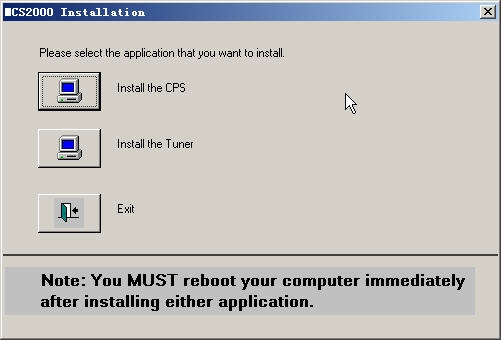 CS2000 Installation
Please select the application that you want to install.
Install the CPS
Install the Tuner
Exit
Note: You MUST reboot your computer immediately
after installing either application.